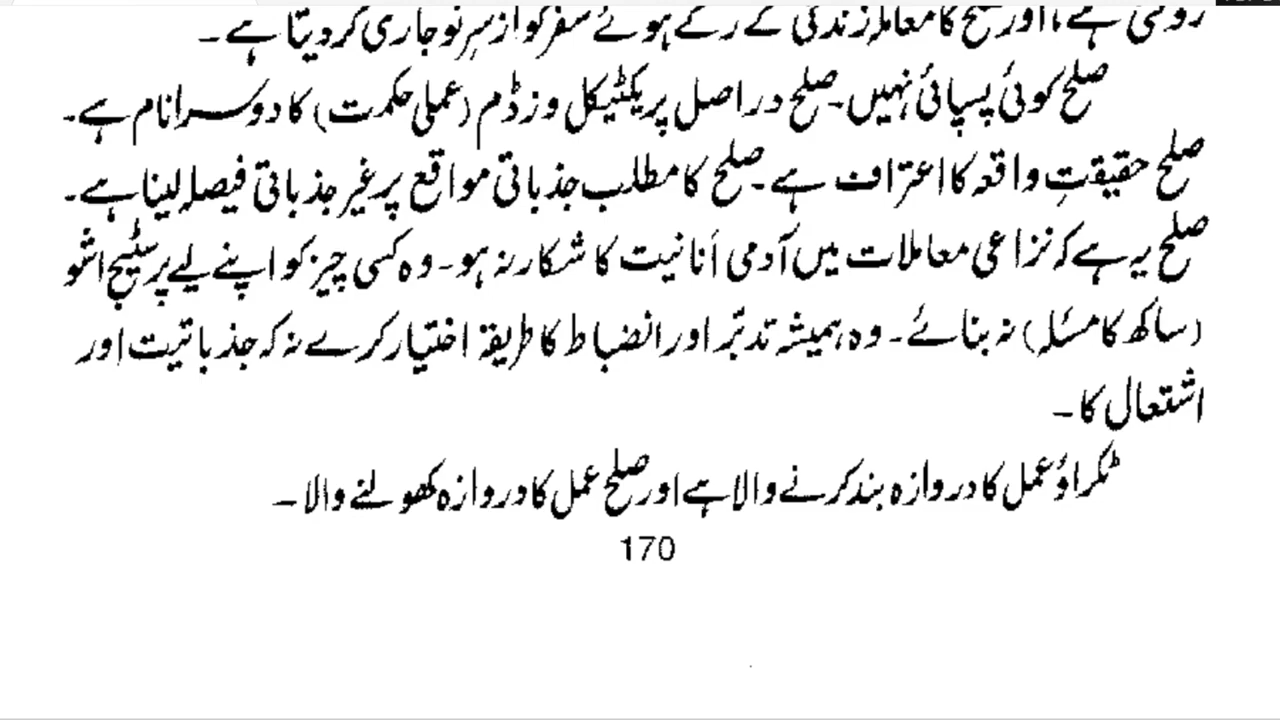 ہے، اور صلح کا معاملہ زندگی کے رکے ہوئے سفر کو از سرِ نو جاری کر دیتا ہے۔
صلح کوئی پسپائی نہیں۔ صلح دراصل پریکٹیکل وزڈم (عملی حکمت) کا دوسرا نام ہے۔
صلح حقیقتِ واقعہ کا اعتراف ہے۔ صلح کا مطلب جذباتی مواقع پر غیر جذباتی فیصلہ لینا ہے۔
صلح یہ ہے کہ نزاعی معاملات میں آدمی اَنانیت کا شکار نہ ہو۔ وہ کسی چیز کو اپنے لیے پرسٹیج اشو
(ساکھ کا مسئلہ) نہ بنائے۔ وہ ہمیشہ تدبّر اور انضباط کا طریقہ اختیار کرے نہ کہ جذباتیت اور
اشتعال کا۔
ٹکراؤ عمل کا دروازہ بند کرنے والا ہے اور صلح عمل کا دروازہ کھولنے والا۔
170